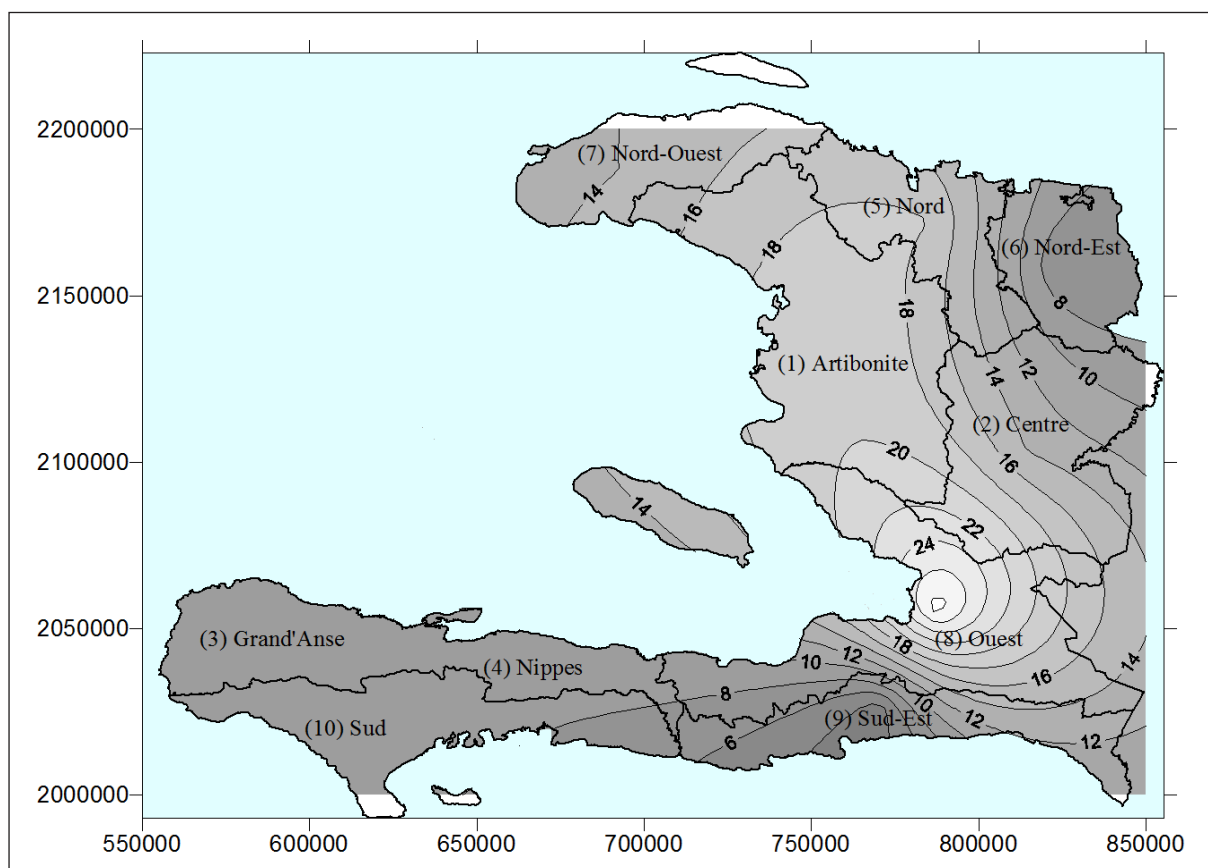 2200000
(7) Nord-Ouest
14
16
(5) Nord
(6) Nord-Est
18
2150000
18
8
(1) Artibonite
14
12
10
(2) Centre
20
16
2100000
14
22
24
2050000
(3) Grand'Anse
(8) Ouest
18
12
(4) Nippes
10
14
16
8
10
(9) Sud-Est
(10) Sud
12
6
12
2000000
550000 600000 650000 700000 750000 800000 850000